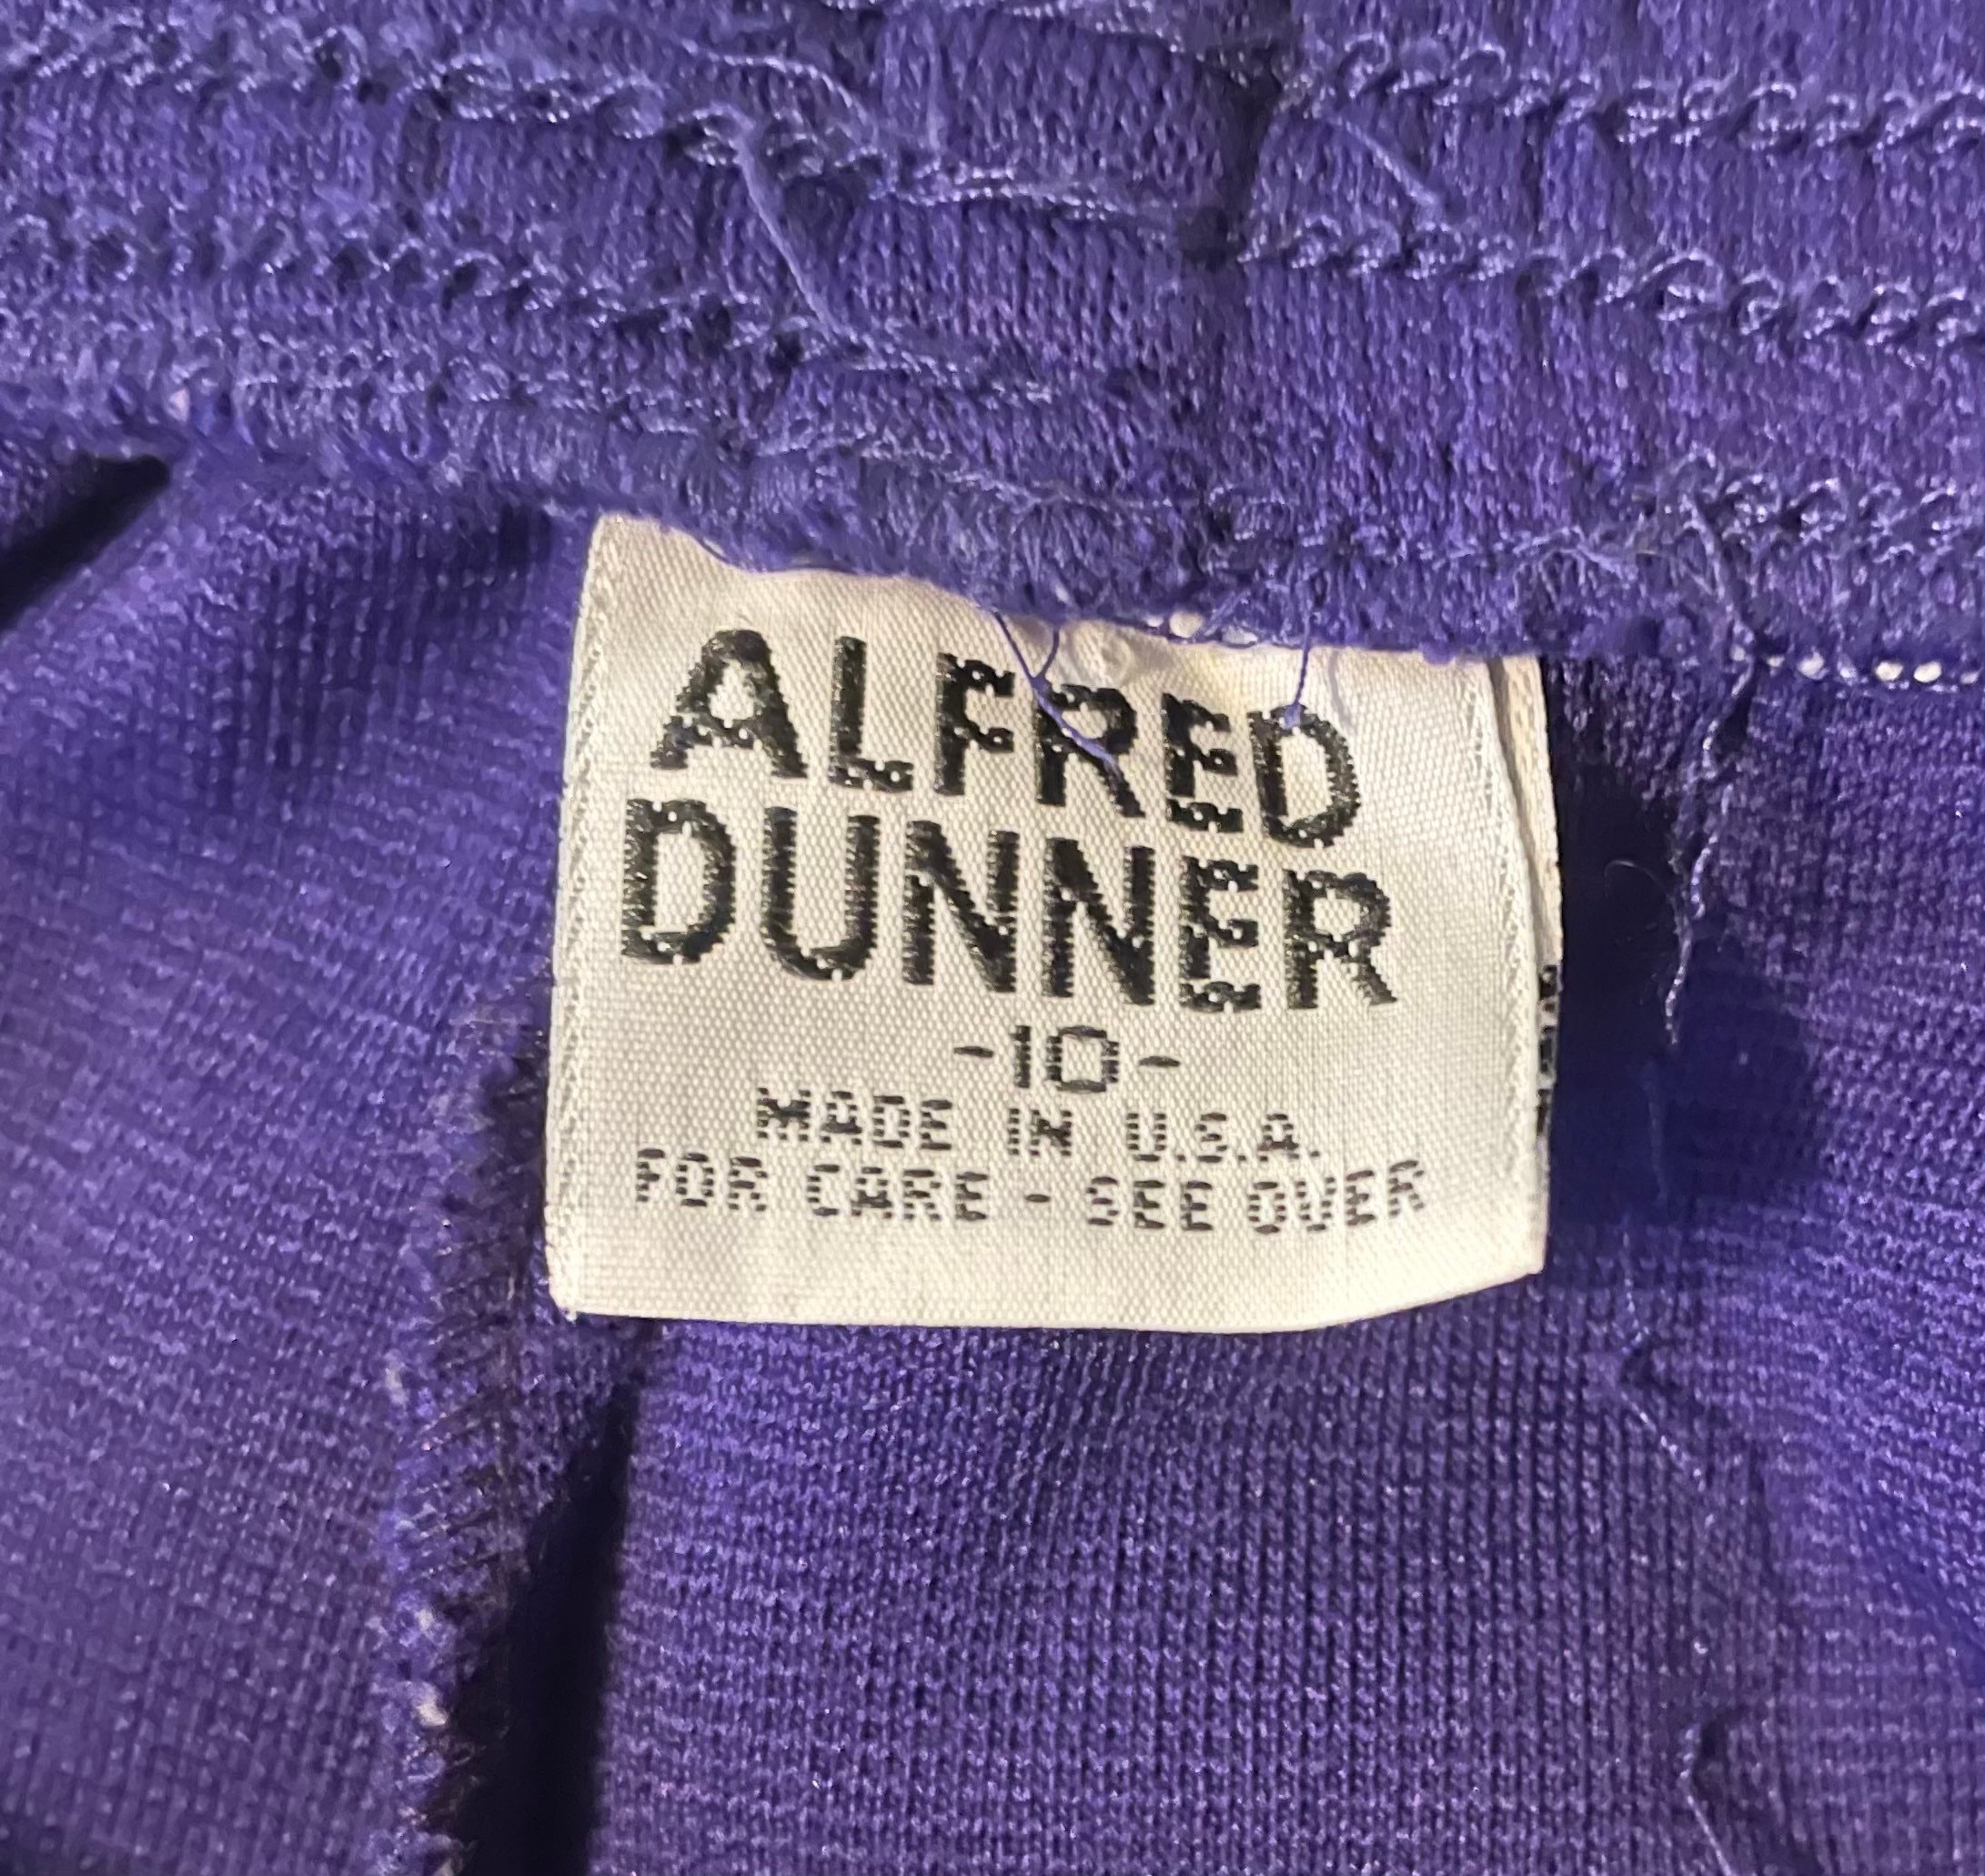 ALFRED
DUNNER
-10-
MADE IN U.S.A.
FOR CARE - SEE OVER